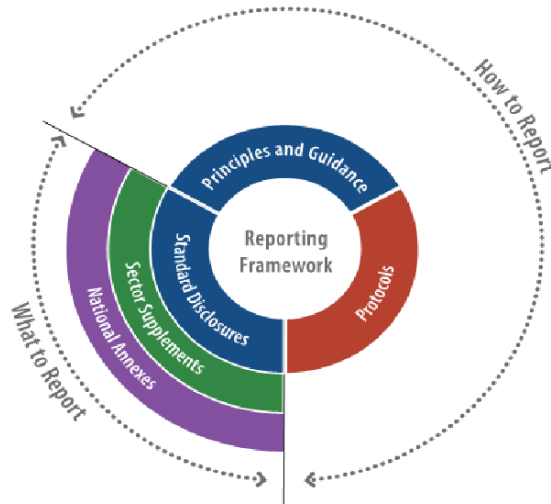 How to Report
Principles and Guidance
Reporting
Framework
Standard Disclosures
Sector Supplements
National Annexes
Protocols
What to Report